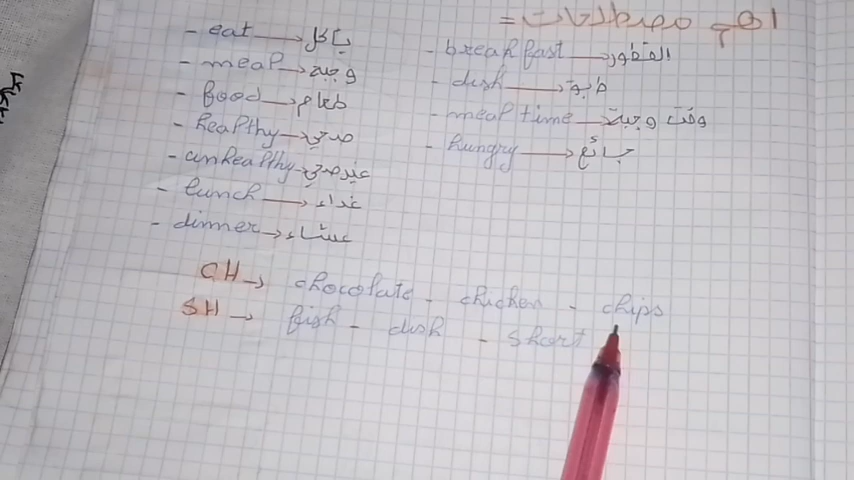 اهم مصطلحات =
- eat → يأكل
- meal → وجبة
- food → طعام
- healthy → صحي
- unhealthy → غير صحي
- lunch → غداء
- dinner → عشاء
- breakfast → الفطور
- dish → طبق
- meal time → وقت وجبة
- hungry → جائع
CH → chocolate - chicken - chips
SH → fish - dish - short